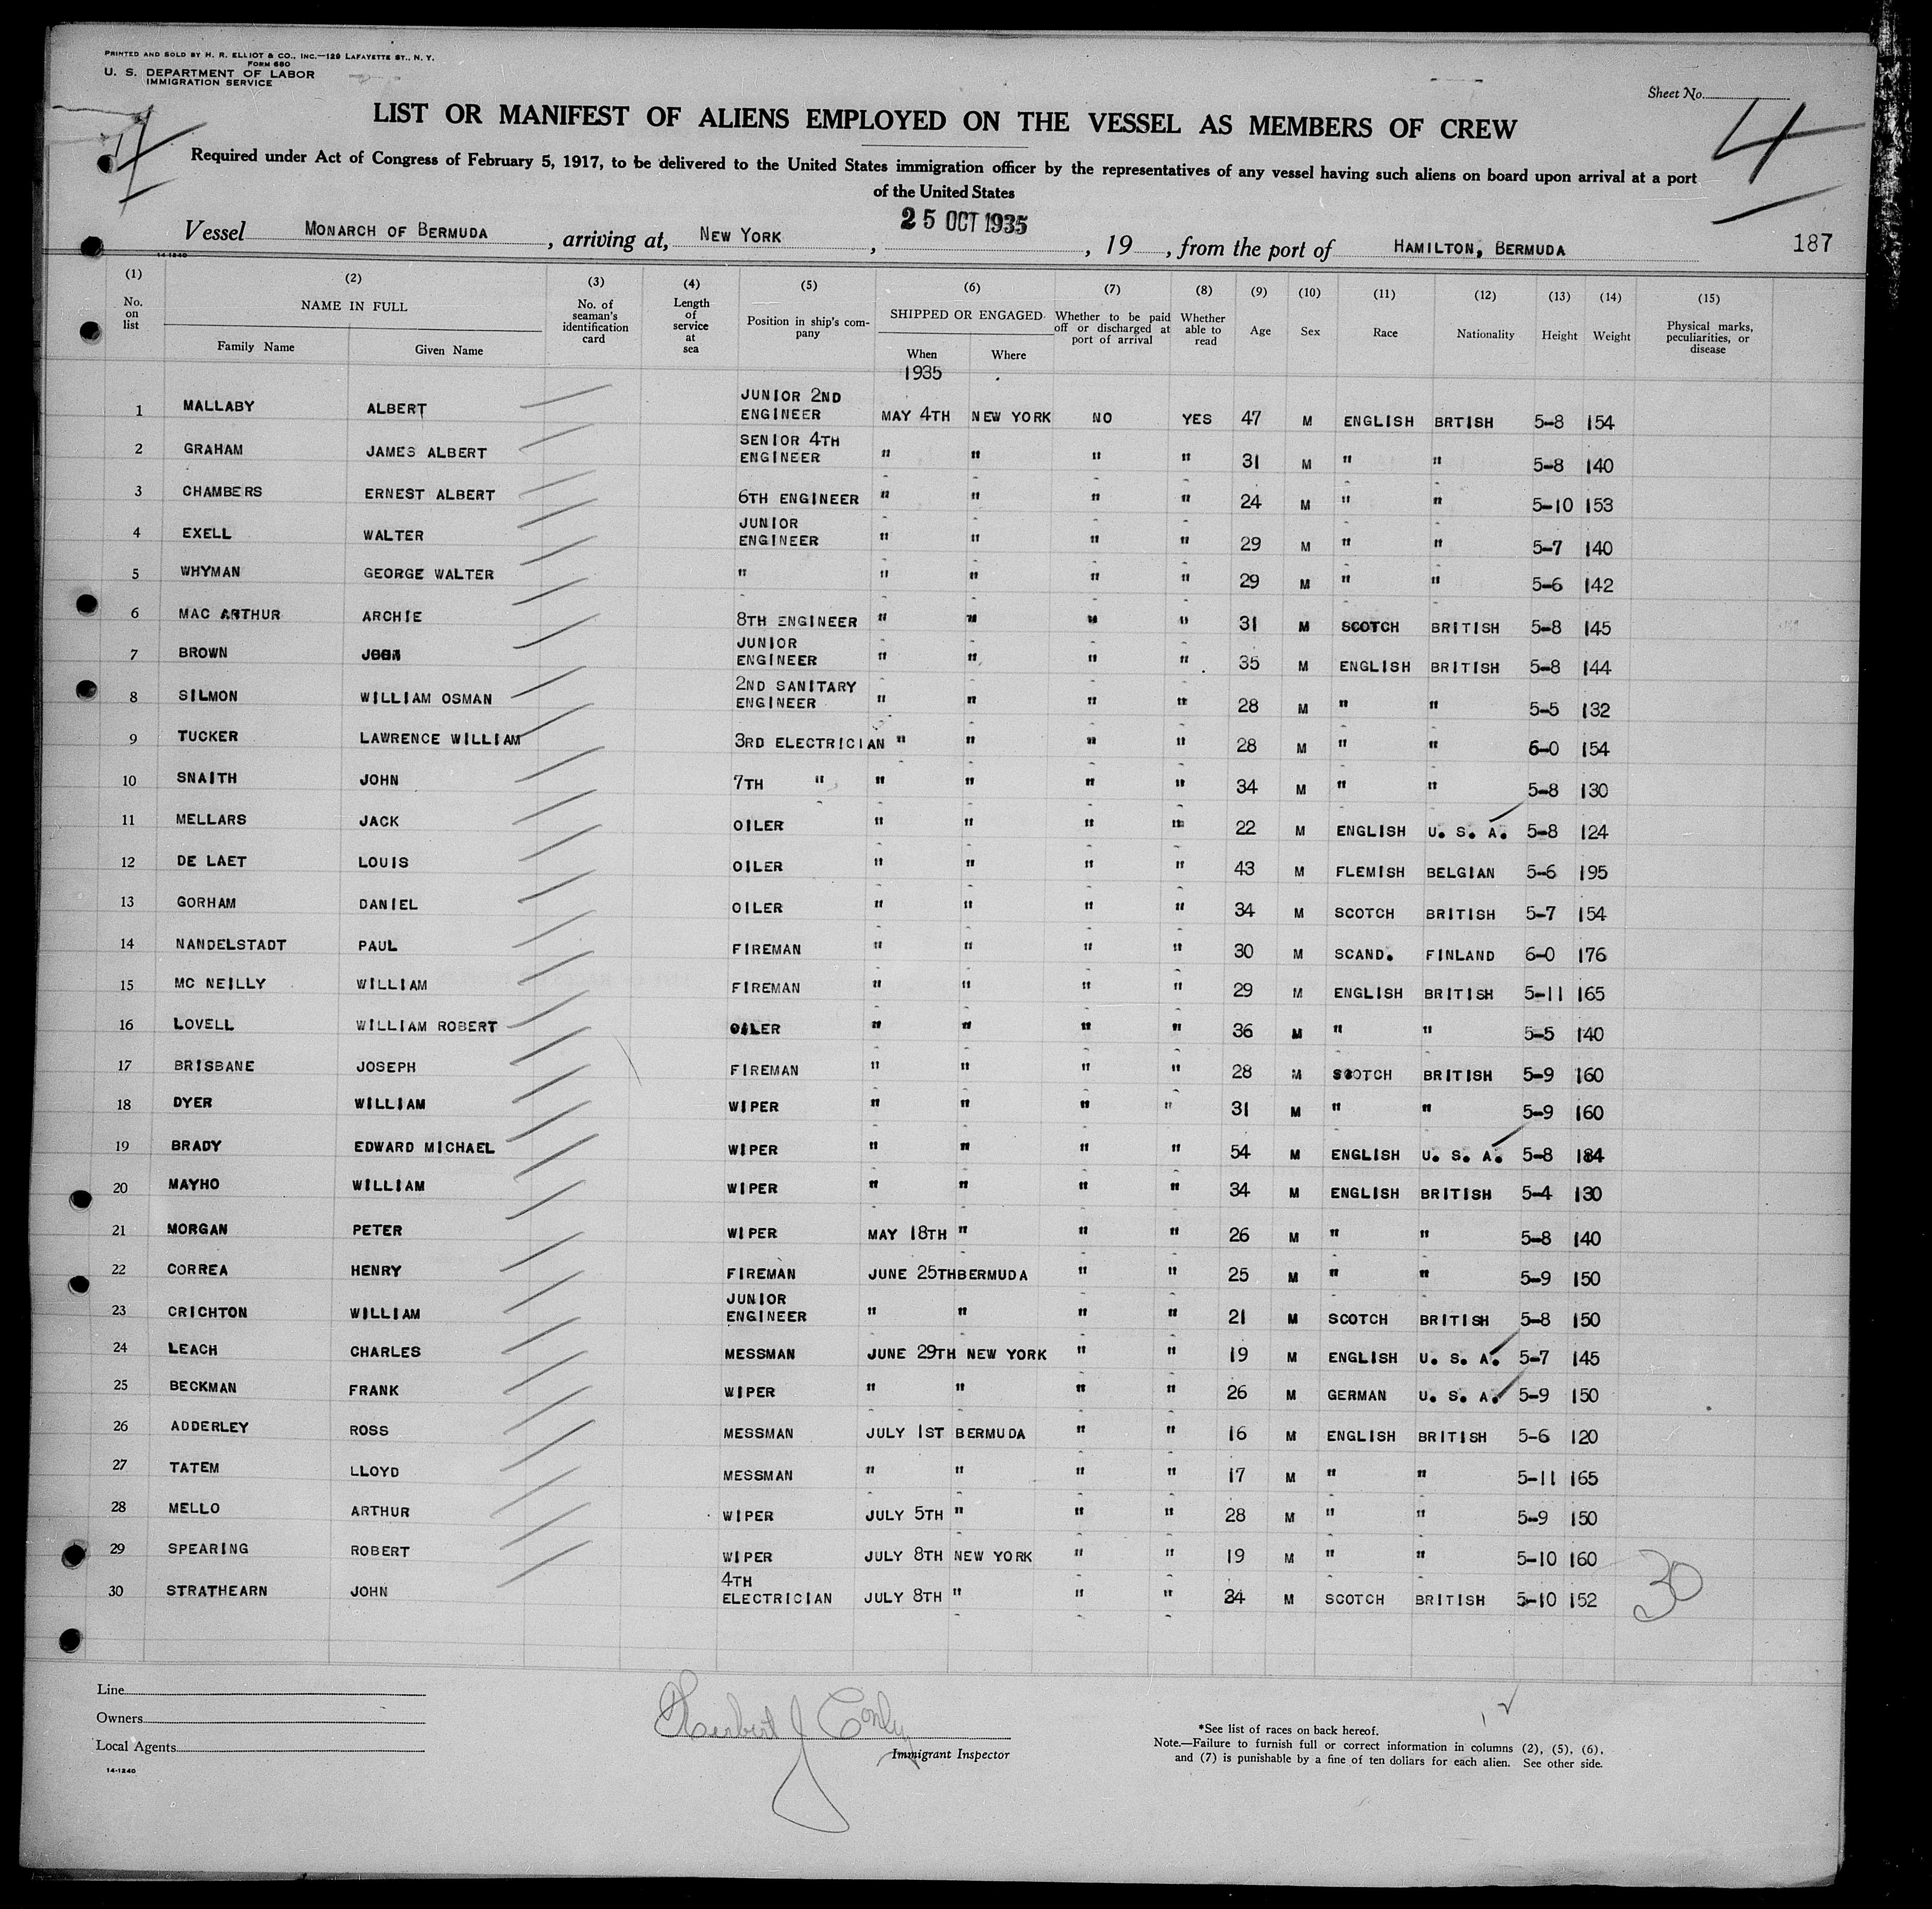 PRINTED AND SOLD BY H. R. ELLIOT & CO., INC.—129 LAFAYETTE ST., N. Y.
FORM 680
U. S. DEPARTMENT OF LABOR
IMMIGRATION SERVICE
Sheet No.
4
4
LIST OR MANIFEST OF ALIENS EMPLOYED ON THE VESSEL AS MEMBERS OF CREW
Required under Act of Congress of February 5, 1917, to be delivered to the United States immigration officer by the representatives of any vessel having such aliens on board upon arrival at a port
of the United States
Vessel MONARCH OF BERMUDA, arriving at, NEW YORK, 25 OCT 1935, 19, from the port of HAMILTON, BERMUDA
187
14-1240
(1) No. on list
(2) NAME IN FULL
Family Name Given Name
(3) No. of seaman's identification card
(4) Length of service at sea
(5) Position in ship's company
(6) SHIPPED OR ENGAGED
When Where
(7) Whether to be paid off or discharged at port of arrival
(8) Whether able to read
(9) Age
(10) Sex
(11) Race
(12) Nationality
(13) Height
(14) Weight
(15) Physical marks, peculiarities, or disease
1935
1 MALLABY ALBERT JUNIOR 2ND ENGINEER MAY 4TH NEW YORK NO YES 47 M ENGLISH BRTISH 5-8 154
2 GRAHAM JAMES ALBERT SENIOR 4TH ENGINEER " " " " 31 M " " 5-8 140
3 CHAMBERS ERNEST ALBERT 6TH ENGINEER " " " " 24 M " " 5-10 153
4 EXELL WALTER JUNIOR ENGINEER " " " " 29 M " " 5-7 140
5 WHYMAN GEORGE WALTER " " " " " 29 M " " 5-6 142
6 MAC ARTHUR ARCHIE 8TH ENGINEER " " " " 31 M SCOTCH BRITISH 5-8 145
7 BROWN JUNIOR ENGINEER " " " " 35 M ENGLISH BRITISH 5-8 144
8 SILMON WILLIAM OSMAN 2ND SANITARY ENGINEER " " " " 28 M " " 5-5 132
9 TUCKER LAWRENCE WILLIAM 3RD ELECTRICIAN " " " " 28 M " " 6-0 154
10 SNAITH JOHN 7TH " " " " " 34 M " " 5-8 130
11 MELLARS JACK OILER " " " " 22 M ENGLISH U. S. A. 5-8 124
12 DE LAET LOUIS OILER " " " " 43 M FLEMISH BELGIAN 5-6 195
13 GORHAM DANIEL OILER " " " " 34 M SCOTCH BRITISH 5-7 154
14 NANDELSTADT PAUL FIREMAN " " " " 30 M SCAND. FINLAND 6-0 176
15 MC NEILLY WILLIAM FIREMAN " " " " 29 M ENGLISH BRITISH 5-11 165
16 LOVELL WILLIAM ROBERT OILER " " " " 36 M " " 5-5 140
17 BRISBANE JOSEPH FIREMAN " " " " 28 M SCOTCH BRITISH 5-9 160
18 DYER WILLIAM WIPER " " " " 31 M " " 5-9 160
19 BRADY EDWARD MICHAEL WIPER " " " " 54 M ENGLISH U. S. A. 5-8 184
20 MAYHO WILLIAM WIPER " " " " 34 M ENGLISH BRITISH 5-4 130
21 MORGAN PETER WIPER MAY 18TH " " " 26 M " " 5-8 140
22 CORREA HENRY FIREMAN JUNE 25TH BERMUDA " " 25 M " " 5-9 150
23 CRICHTON WILLIAM JUNIOR ENGINEER " " " " 21 M SCOTCH BRITISH 5-8 150
24 LEACH CHARLES MESSMAN JUNE 29TH NEW YORK " " 19 M ENGLISH U. S. A. 5-7 145
25 BECKMAN FRANK WIPER " " " " 26 M GERMAN U. S. A. 5-9 150
26 ADDERLEY ROSS MESSMAN JULY 1ST BERMUDA " " 16 M ENGLISH BRITISH 5-6 120
27 TATEM LLOYD MESSMAN " " " " 17 M " " 5-11 165
28 MELLO ARTHUR WIPER JULY 5TH " " " 28 M " " 5-9 150
29 SPEARING ROBERT WIPER JULY 8TH NEW YORK " " 19 M " " 5-10 160
30 STRATHEARN JOHN 4TH ELECTRICIAN JULY 8TH " " " 34 M SCOTCH BRITISH 5-10 152
30
Line
Owners
Local Agents
14-1240
Herbert J Conly
Immigrant Inspector
*See list of races on back hereof.
Note.—Failure to furnish full or correct information in columns (2), (5), (6),
and (7) is punishable by a fine of ten dollars for each alien. See other side.